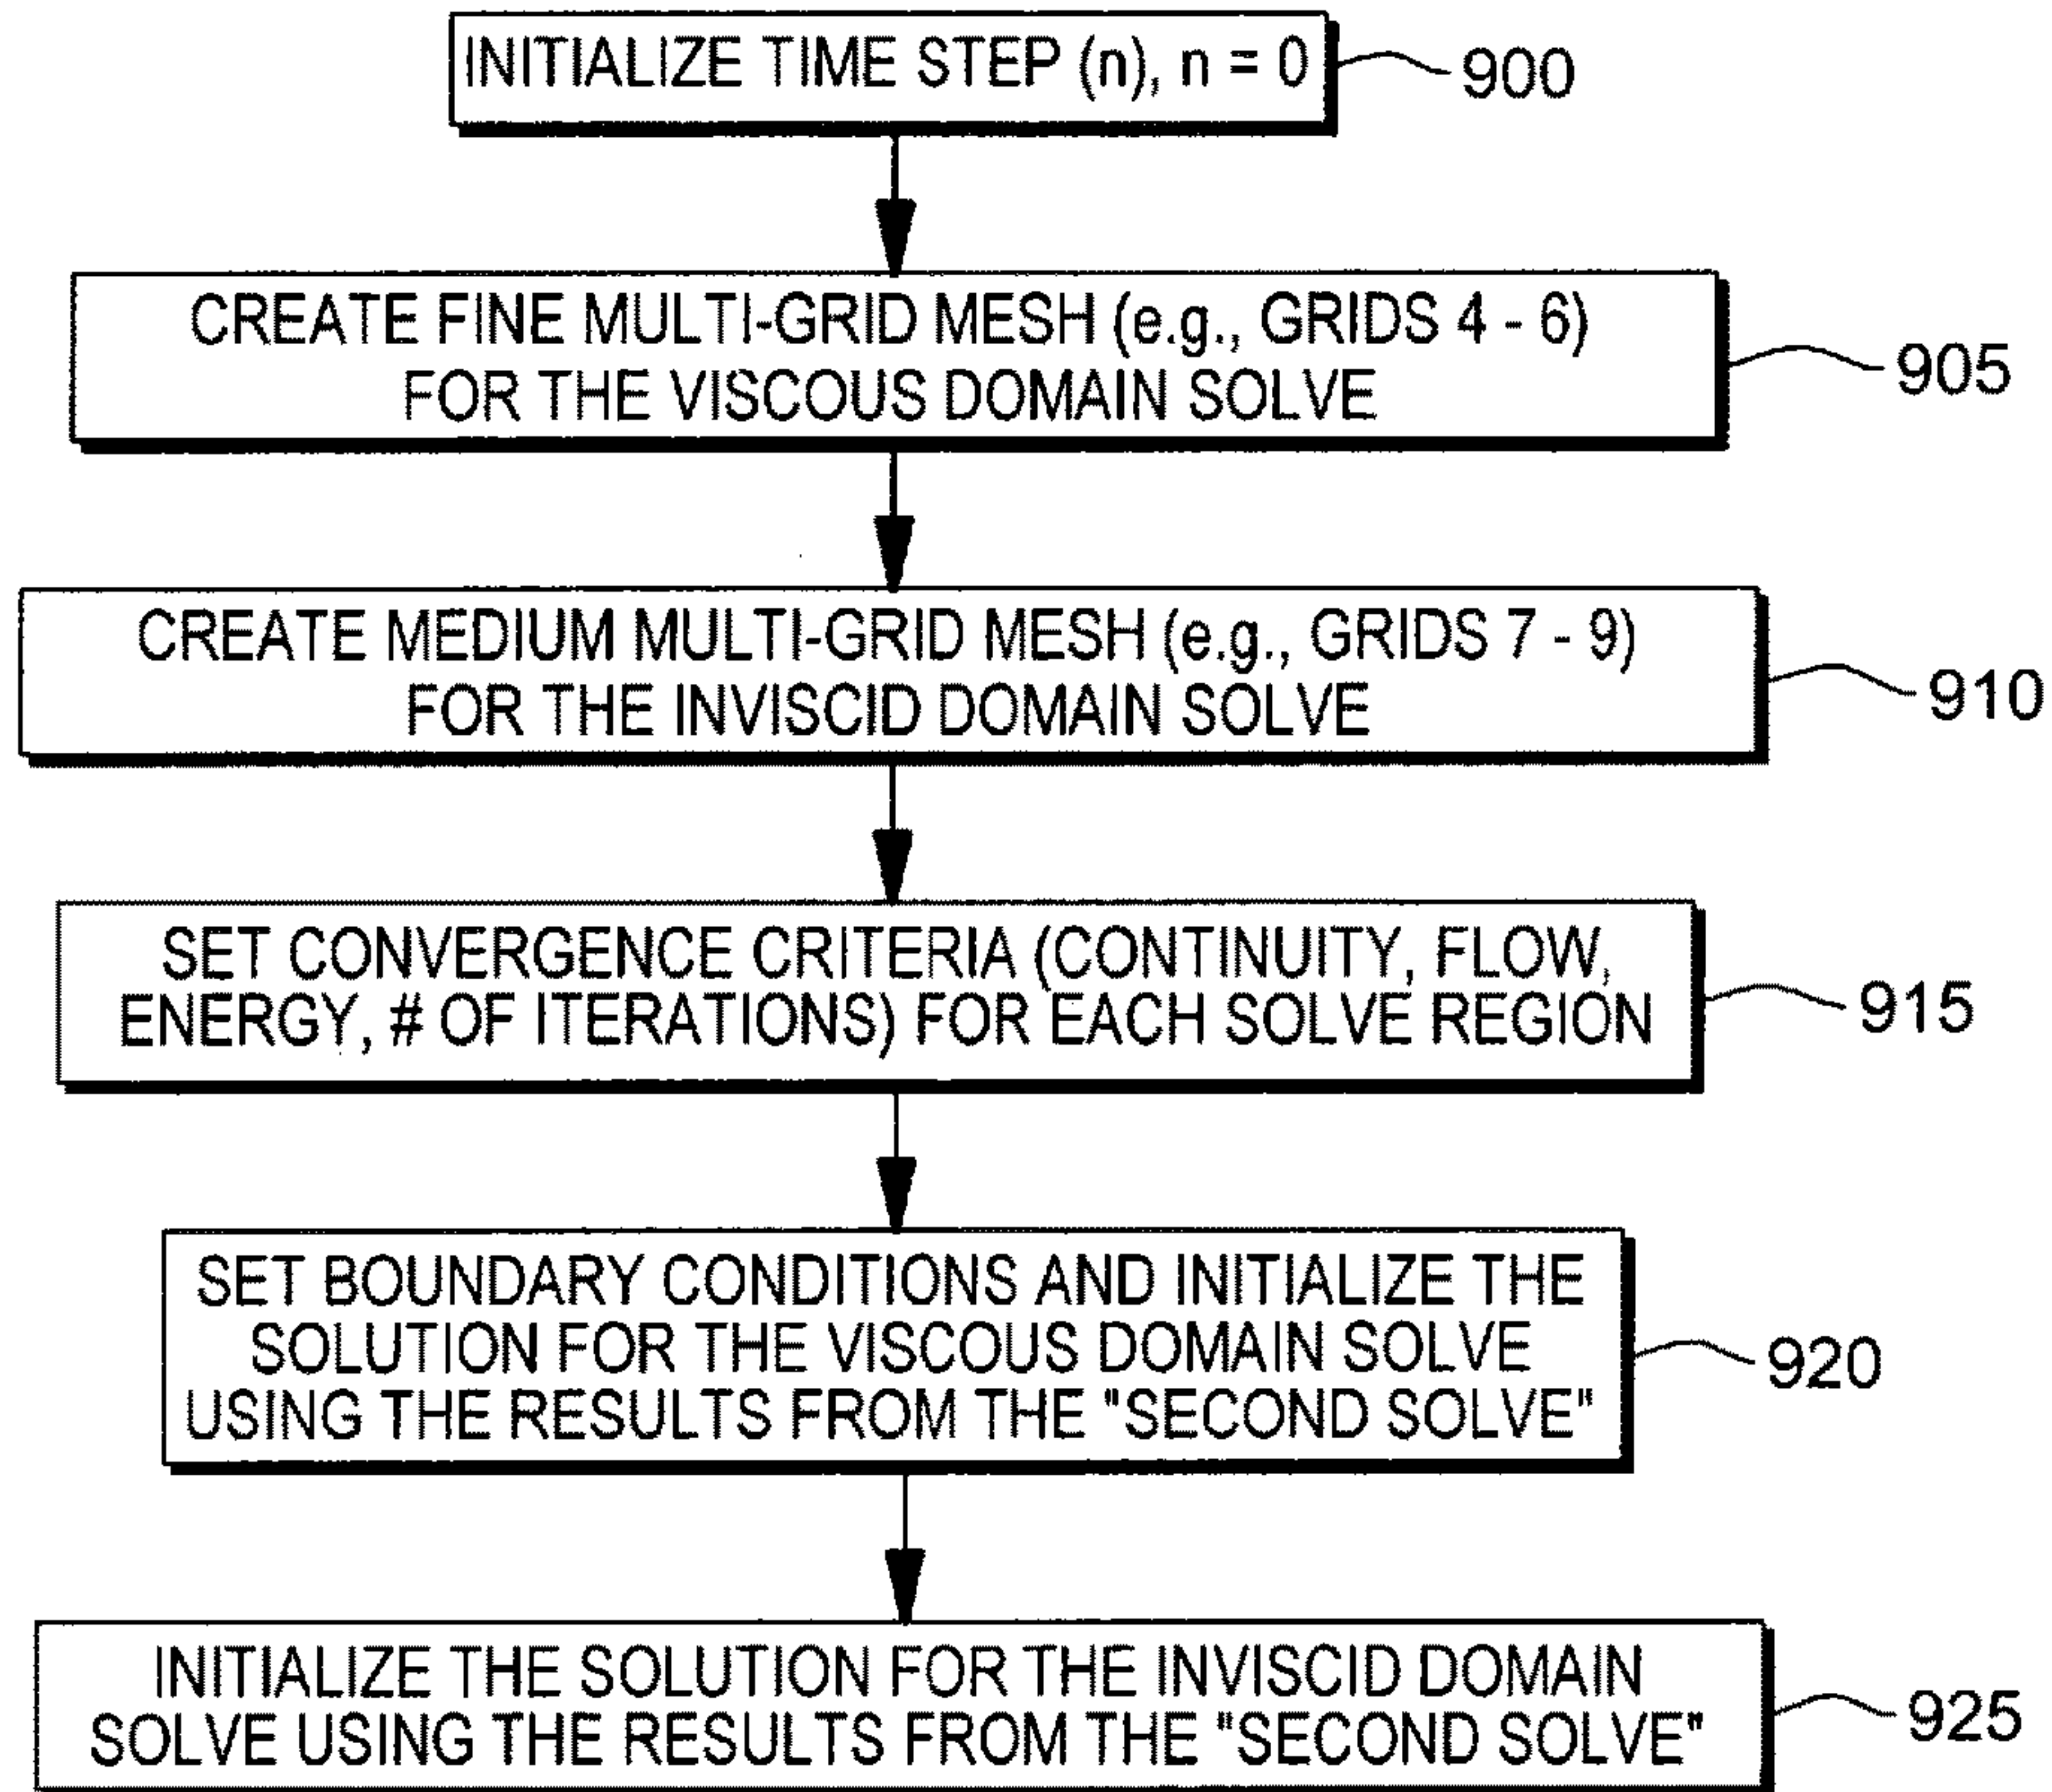 INITIALIZE TIME STEP (n), n = 0
900
CREATE FINE MULTI-GRID MESH (e.g., GRIDS 4 - 6)
FOR THE VISCOUS DOMAIN SOLVE
905
CREATE MEDIUM MULTI-GRID MESH (e.g., GRIDS 7 - 9)
FOR THE INVISCID DOMAIN SOLVE
910
SET CONVERGENCE CRITERIA (CONTINUITY, FLOW,
ENERGY, # OF ITERATIONS) FOR EACH SOLVE REGION
915
SET BOUNDARY CONDITIONS AND INITIALIZE THE
SOLUTION FOR THE VISCOUS DOMAIN SOLVE
USING THE RESULTS FROM THE "SECOND SOLVE"
920
INITIALIZE THE SOLUTION FOR THE INVISCID DOMAIN
SOLVE USING THE RESULTS FROM THE "SECOND SOLVE"
925